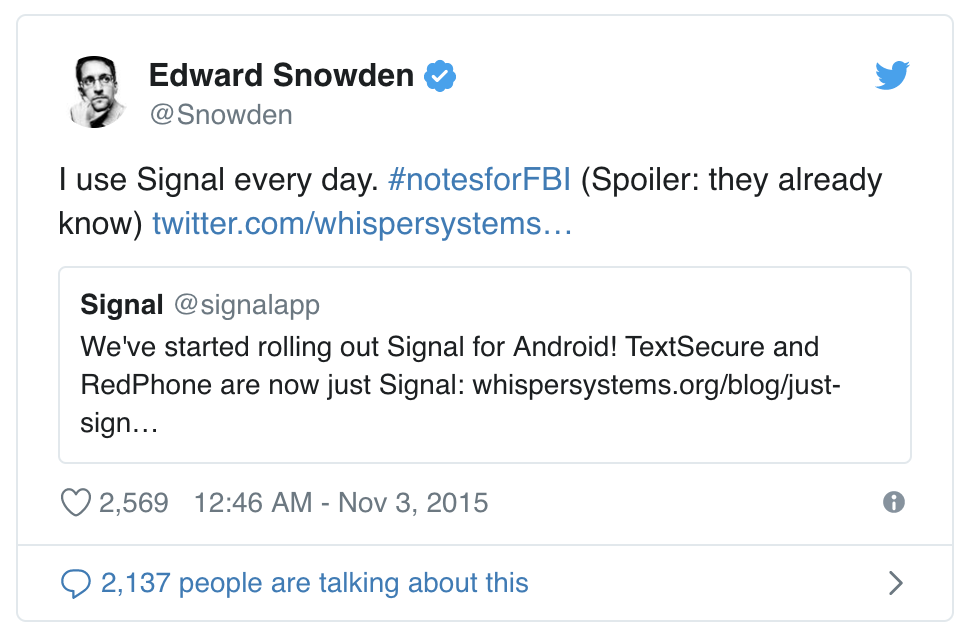 Edward Snowden
@Snowden
I use Signal every day. #notesforFBI (Spoiler: they already
know) twitter.com/whispersystems…
Signal @signalapp
We've started rolling out Signal for Android! TextSecure and
RedPhone are now just Signal: whispersystems.org/blog/just-
sign…
2,569 12:46 AM - Nov 3, 2015
2,137 people are talking about this